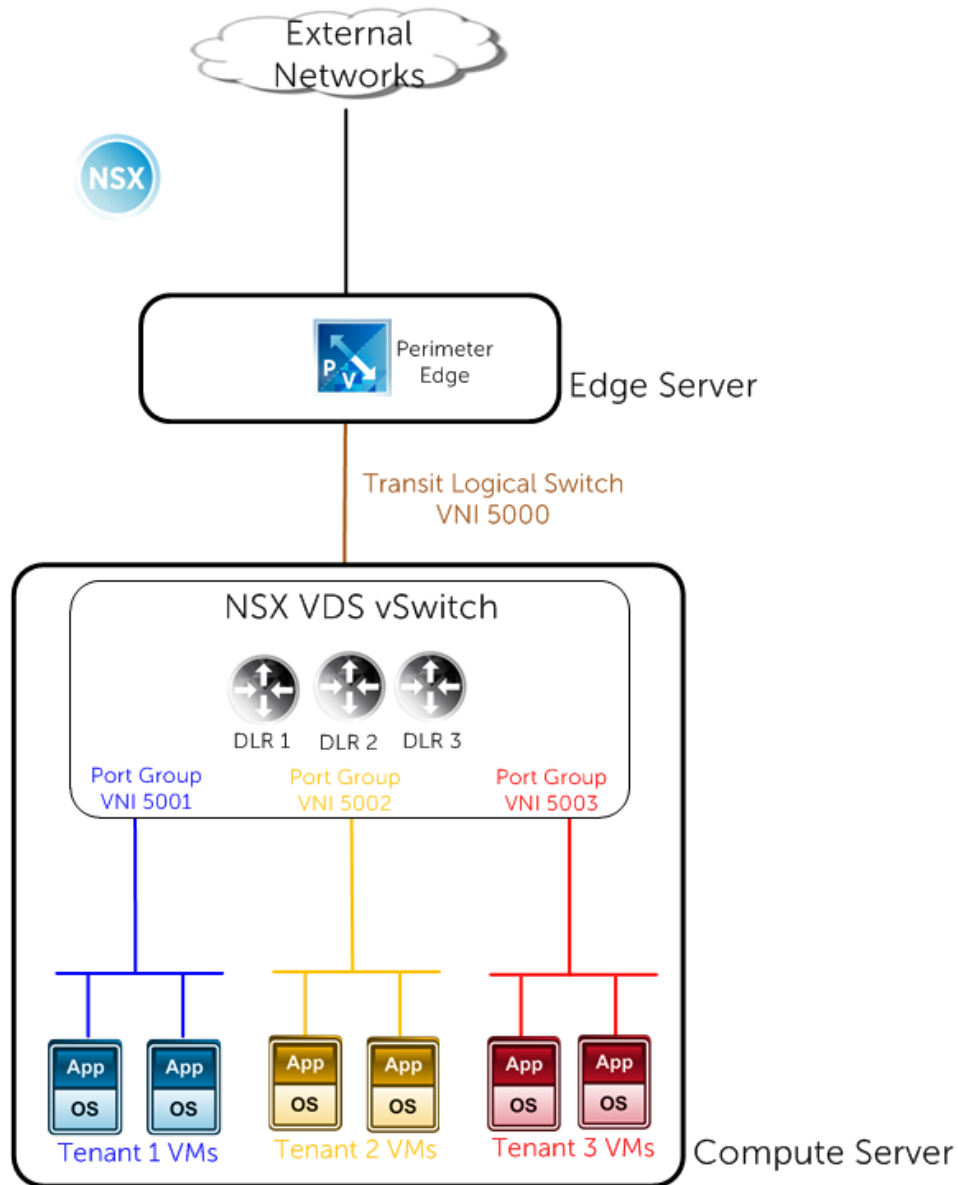 External
Networks
NSX
P V
Perimeter
Edge
Edge Server
Transit Logical Switch
VNI 5000
NSX VDS vSwitch
DLR 1
DLR 2
DLR 3
Port Group
VNI 5001
Port Group
VNI 5002
Port Group
VNI 5003
App
OS
App
OS
App
OS
App
OS
App
OS
App
OS
Tenant 1 VMs
Tenant 2 VMs
Tenant 3 VMs
Compute Server